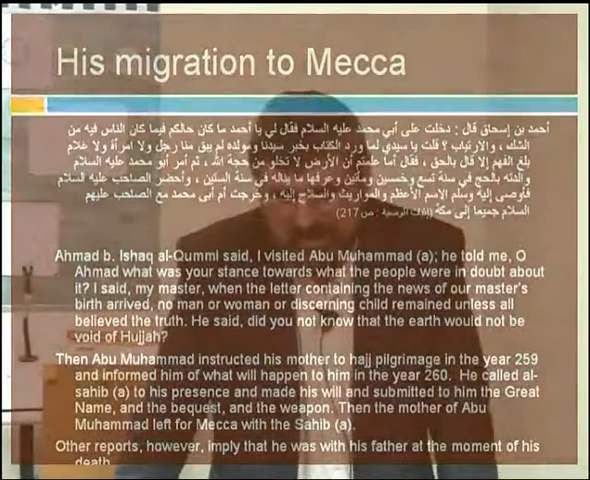 His migration to Mecca
أحمد بن إسحاق قال : دخلت على أبي محمد عليه السلام فقال لي يا أحمد ما كان حالكم فيما كان الناس فيه من
الشك ، والارتياب ؟ قلت يا سيدي لما ورد الكتاب بخبر سيدنا ومولده لم يبق منا رجل ولا امرأة ولا غلام
بلغ الفهم إلا قال بالحق ، فقال أما علمتم أن الأرض لا تخلو من حجة الله ، ثم أمر أبو محمد عليه السلام
والدته بالحج في سنة تسع وخمسين ومأتين وعرفها ما يناله في سنة الستين ، وأحضر الصاحب عليه السلام
فأوصى إليه وسلم الاسم الأعظم والمواريث والسلاح إليه ، وخرجت أم أبي محمد مع الصاحب عليهم
السلام جميعا إلى مكة (إثبات الوصية : ص 217)
Ahmad b. Ishaq al-Qummi said, I visited Abu Muhammad (a); he told me, O
Ahmad what was your stance towards what the people were in doubt about
it? I said, my master, when the letter containing the news of our master's
birth arrived, no man or woman or discerning child remained unless all
believed the truth. He said, did you not know that the earth would not be
void of Hujjah?
Then Abu Muhammad instructed his mother to hajj pilgrimage in the year 259
and informed him of what will happen to him in the year 260. He called al-
sahib (a) to his presence and made his will and submitted to him the Great
Name, and the bequest, and the weapon. Then the mother of Abu
Muhammad left for Mecca with the Sahib (a).
Other reports, however, imply that he was with his father at the moment of his
death